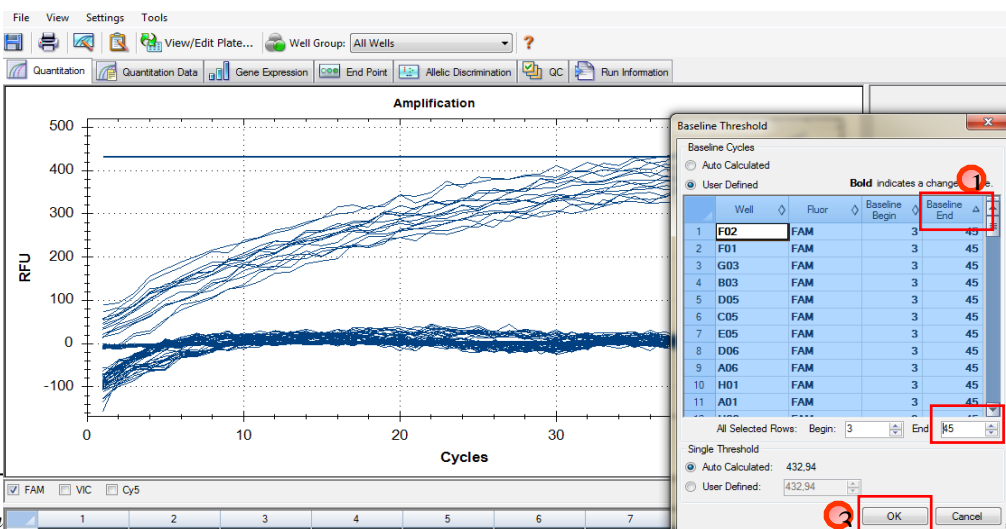 File View Settings Tools
View/Edit Plate... Well Group: All Wells ?
Quantitation Quantitation Data Gene Expression End Point Allelic Discrimination QC Run Information
Amplification
500
400
300
200
100
0
-100
RFU
0 10 20 30
Cycles
FAM VIC Cy5
1 2 3 4 5 6 7
Baseline Threshold
Baseline Cycles
Auto Calculated
User Defined Bold indicates a change
1
Well Fluor Baseline Begin Baseline End
1 F02 FAM 3 45
2 F01 FAM 3 45
3 G03 FAM 3 45
4 B03 FAM 3 45
5 D05 FAM 3 45
6 C05 FAM 3 45
7 E05 FAM 3 45
8 D06 FAM 3 45
9 A06 FAM 3 45
10 H01 FAM 3 45
11 A01 FAM 3 45
All Selected Rows: Begin: 3 End 45
Single Threshold
Auto Calculated: 432.94
User Defined: 432.94
3 OK Cancel